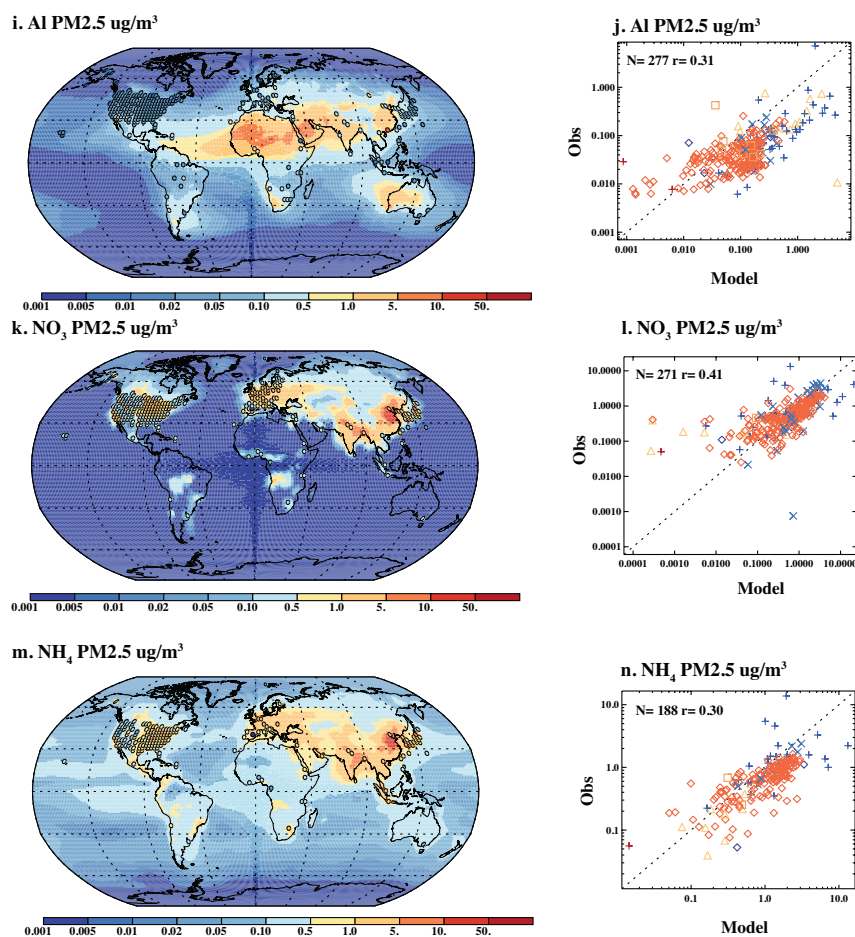 i. Al PM2.5 ug/m³
0.001 0.005 0.01 0.02 0.05 0.10 0.5 1.0 5. 10. 50.
j. Al PM2.5 ug/m³
N= 277 r= 0.31
Obs
1.000
0.100
0.010
0.001
0.001 0.010 0.100 1.000
Model
k. NO₃ PM2.5 ug/m³
0.001 0.005 0.01 0.02 0.05 0.10 0.5 1.0 5. 10. 50.
l. NO₃ PM2.5 ug/m³
N= 271 r= 0.41
Obs
10.0000
1.0000
0.1000
0.0100
0.0010
0.0001
0.0001 0.0010 0.0100 0.1000 1.0000 10.0000
Model
m. NH₄ PM2.5 ug/m³
0.001 0.005 0.01 0.02 0.05 0.10 0.5 1.0 5. 10. 50.
n. NH₄ PM2.5 ug/m³
N= 188 r= 0.30
Obs
10.0
1.0
0.1
0.1 1.0 10.0
Model